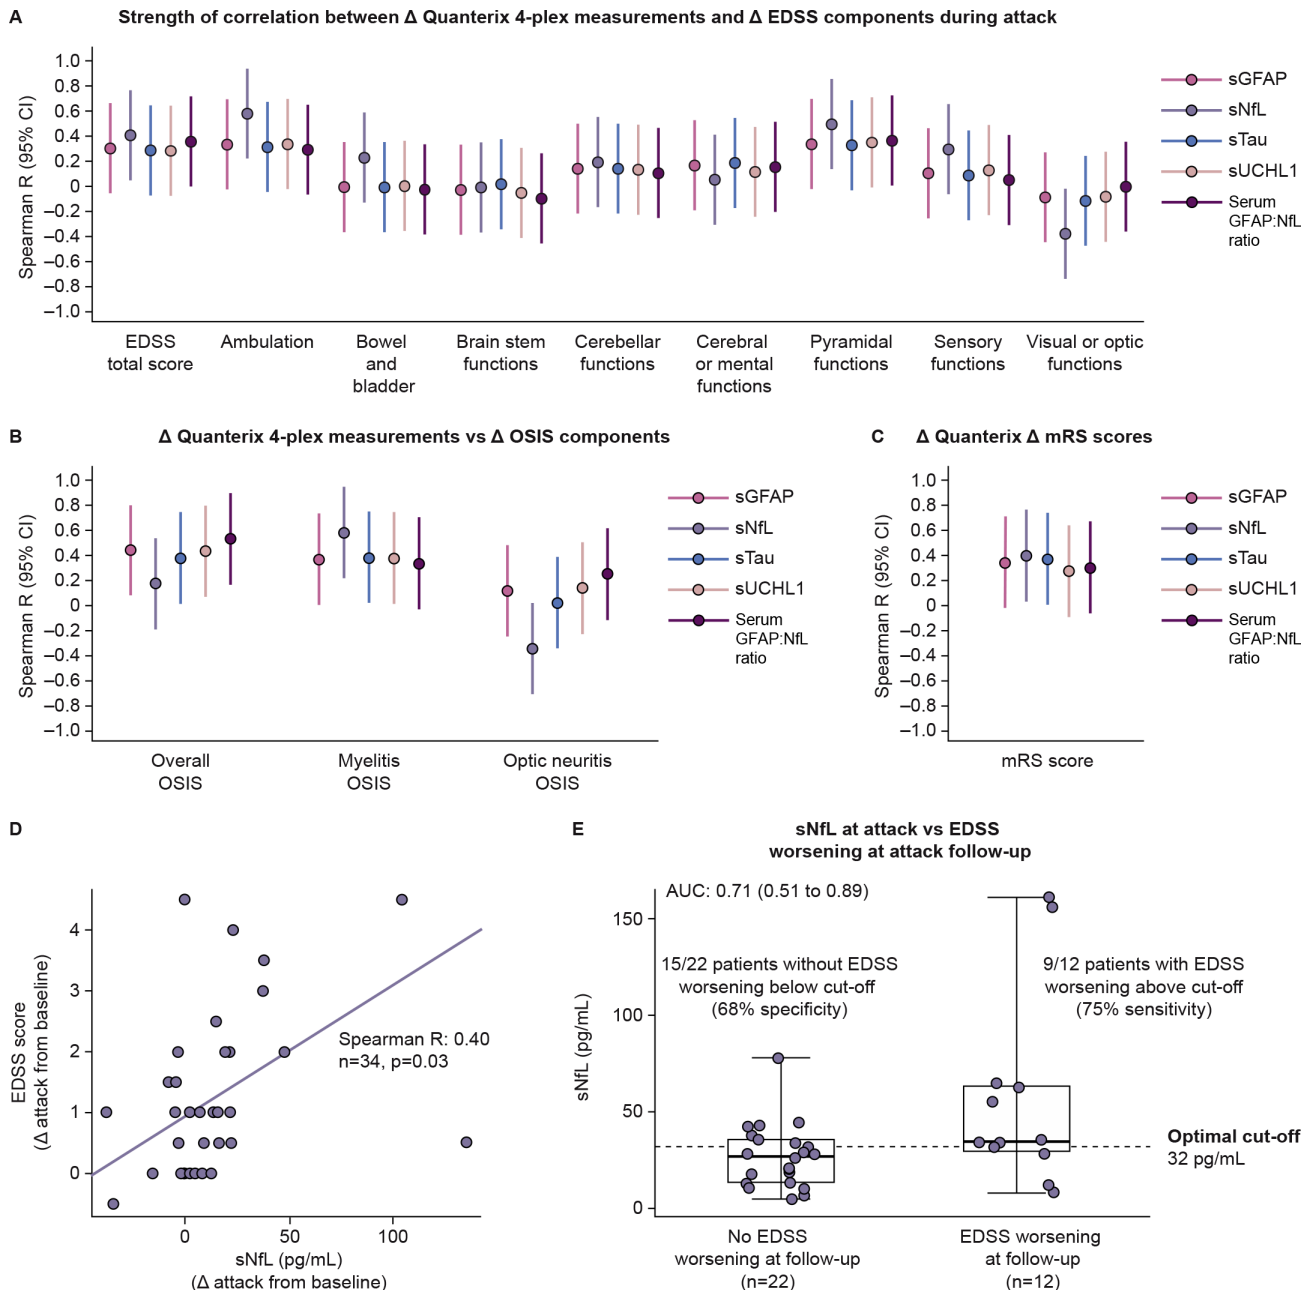 A
Strength of correlation between Δ Quanterix 4-plex measurements and Δ EDSS components during attack
Spearman R (95% CI)
1.0
0.8
0.6
0.4
0.2
0
–0.2
–0.4
–0.6
–0.8
–1.0
EDSS
total score
Ambulation
Bowel
and
bladder
Brain stem
functions
Cerebellar
functions
Cerebral
or mental
functions
Pyramidal
functions
Sensory
functions
Visual or optic
functions
sGFAP
sNfL
sTau
sUCHL1
Serum
GFAP:NfL
ratio
B
Δ Quanterix 4-plex measurements vs Δ OSIS components
Spearman R (95% CI)
1.0
0.8
0.6
0.4
0.2
0
–0.2
–0.4
–0.6
–0.8
–1.0
Overall
OSIS
Myelitis
OSIS
Optic neuritis
OSIS
sGFAP
sNfL
sTau
sUCHL1
Serum
GFAP:NfL
ratio
C
Δ Quanterix Δ mRS scores
Spearman R (95% CI)
1.0
0.8
0.6
0.4
0.2
0
–0.2
–0.4
–0.6
–0.8
–1.0
mRS score
sGFAP
sNfL
sTau
sUCHL1
Serum
GFAP:NfL
ratio
D
EDSS score
(Δ attack from baseline)
4
3
2
1
0
Spearman R: 0.40
n=34, p=0.03
0
50
100
sNfL (pg/mL)
(Δ attack from baseline)
E
sNfL at attack vs EDSS
worsening at attack follow-up
sNfL (pg/mL)
150
100
50
0
AUC: 0.71 (0.51 to 0.89)
15/22 patients without EDSS
worsening below cut-off
(68% specificity)
9/12 patients with EDSS
worsening above cut-off
(75% sensitivity)
Optimal cut-off
32 pg/mL
No EDSS
worsening at follow-up
(n=22)
EDSS worsening
at follow-up
(n=12)